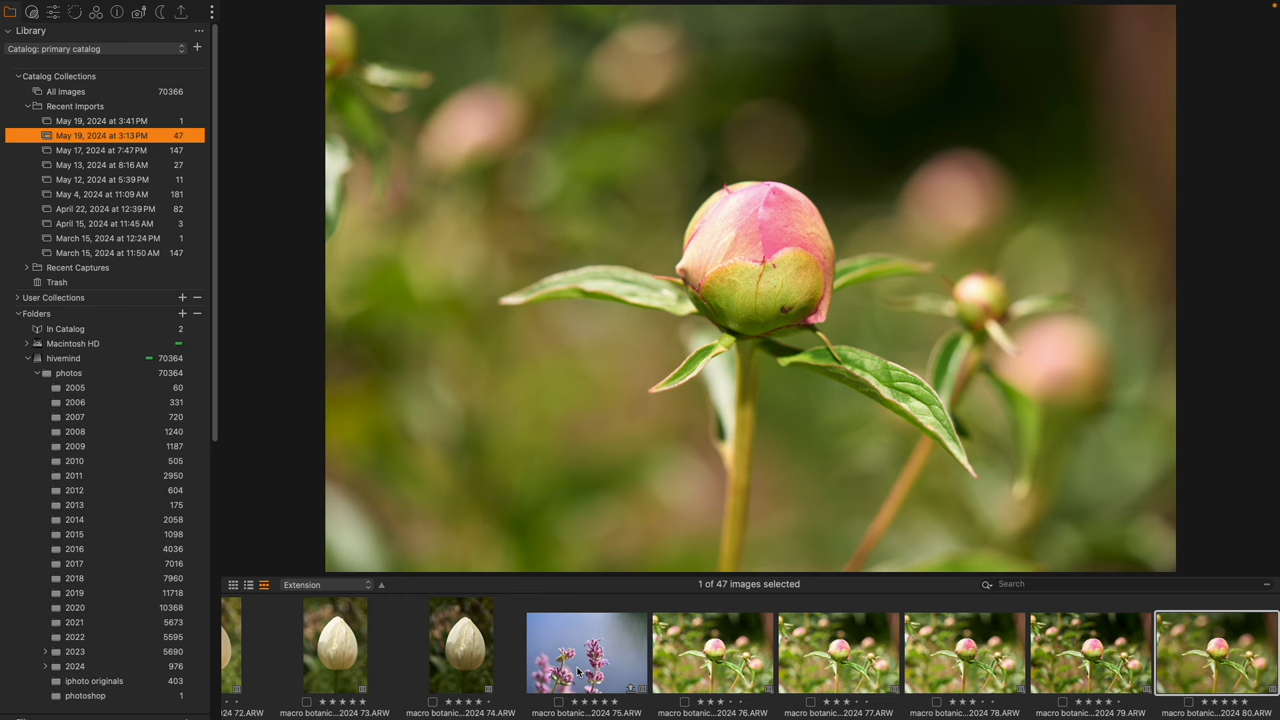 Library
Catalog: primary catalog
Catalog Collections
All Images 70366
Recent Imports
May 19, 2024 at 3:41 PM 1
May 19, 2024 at 3:13 PM 47
May 17, 2024 at 7:47 PM 147
May 13, 2024 at 8:16 AM 27
May 12, 2024 at 5:39 PM 11
May 4, 2024 at 11:09 AM 181
April 22, 2024 at 12:39 PM 82
April 15, 2024 at 11:45 AM 3
March 15, 2024 at 12:24 PM 1
March 15, 2024 at 11:50 AM 147
Recent Captures
Trash
User Collections
Folders
In Catalog 2
Macintosh HD
hivemind 70364
photos 70364
2005 60
2006 331
2007 720
2008 1240
2009 1187
2010 505
2011 2950
2012 604
2013 175
2014 2058
2015 1098
2016 4036
2017 7016
2018 7960
2019 11718
2020 10368
2021 5673
2022 5595
2023 5690
2024 976
iphoto originals 403
photoshop 1
Extension
1 of 47 images selected
Search
24 72.ARW
macro botanic...2024 73.ARW
macro botanic...2024 74.ARW
macro botanic...2024 75.ARW
macro botanic...2024 76.ARW
macro botanic...2024 77.ARW
macro botanic...2024 78.ARW
macro botanic...2024 79.ARW
macro botanic...2024 80.ARW